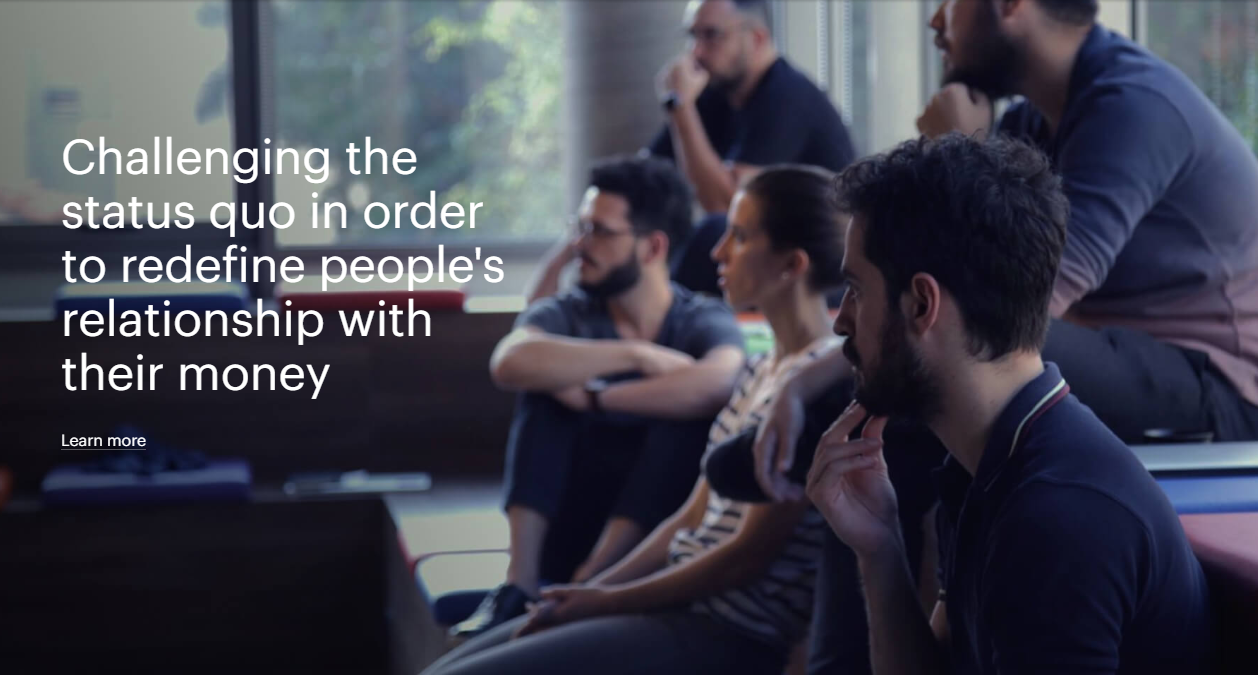 Challenging the
status quo in order
to redefine people's
relationship with
their money
Learn more